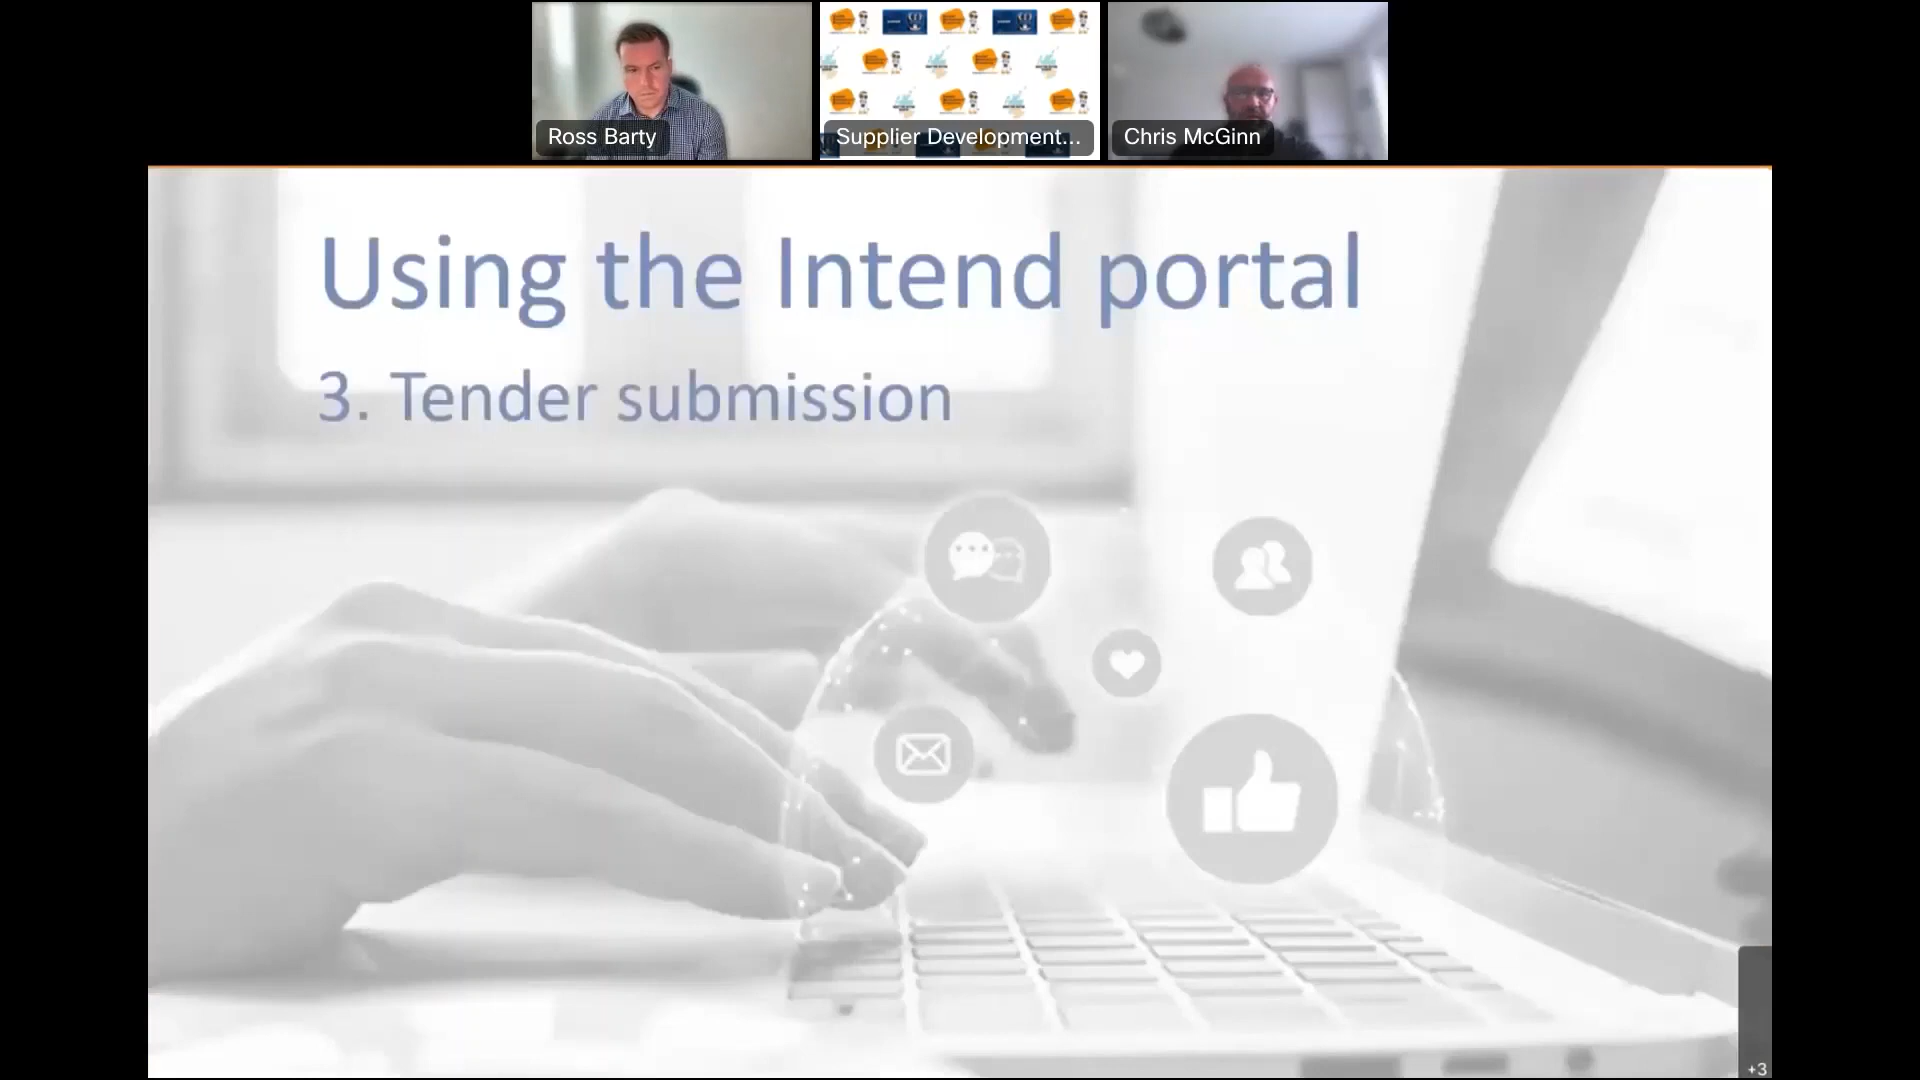 Ross Barty
Supplier Development...
Chris McGinn
Using the Intend portal
3. Tender submission
+3